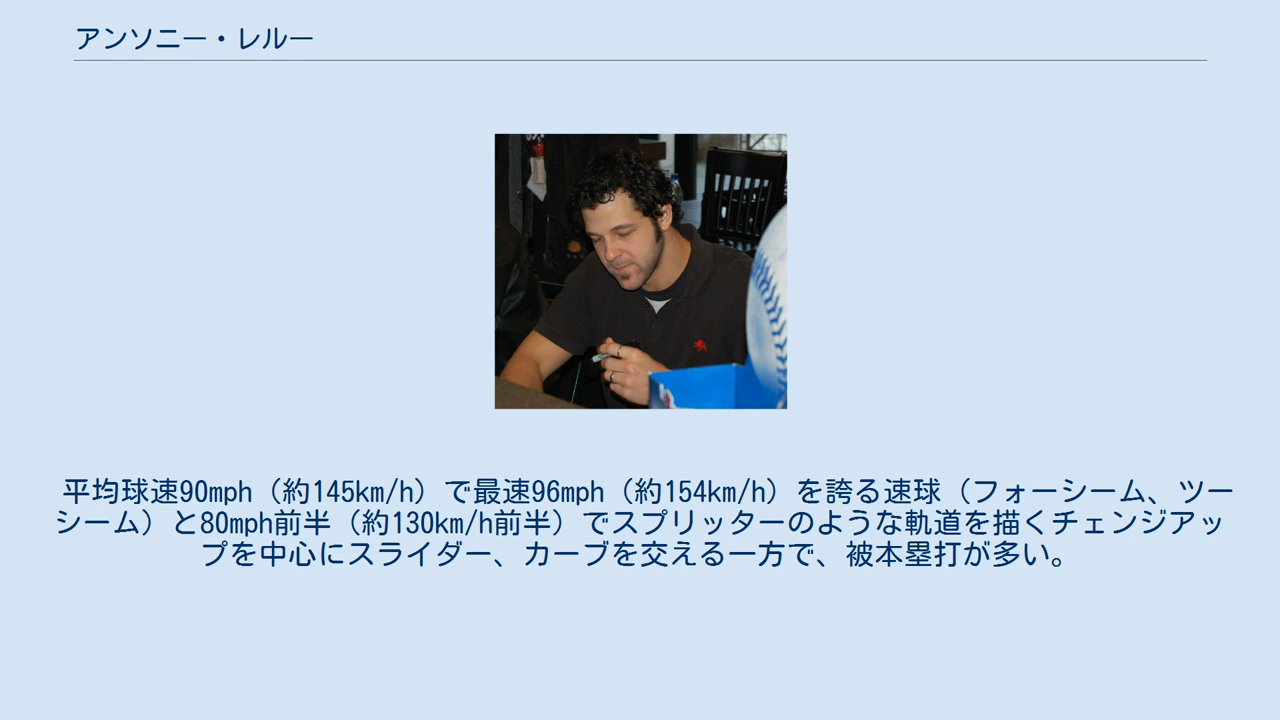 アンソニー・レルー
平均球速90mph（約145km/h）で最速96mph（約154km/h）を誇る速球（フォーシーム、ツー
シーム）と80mph前半（約130km/h前半）でスプリッターのような軌道を描くチェンジアッ
プを中心にスライダー、カーブを交える一方で、被本塁打が多い。